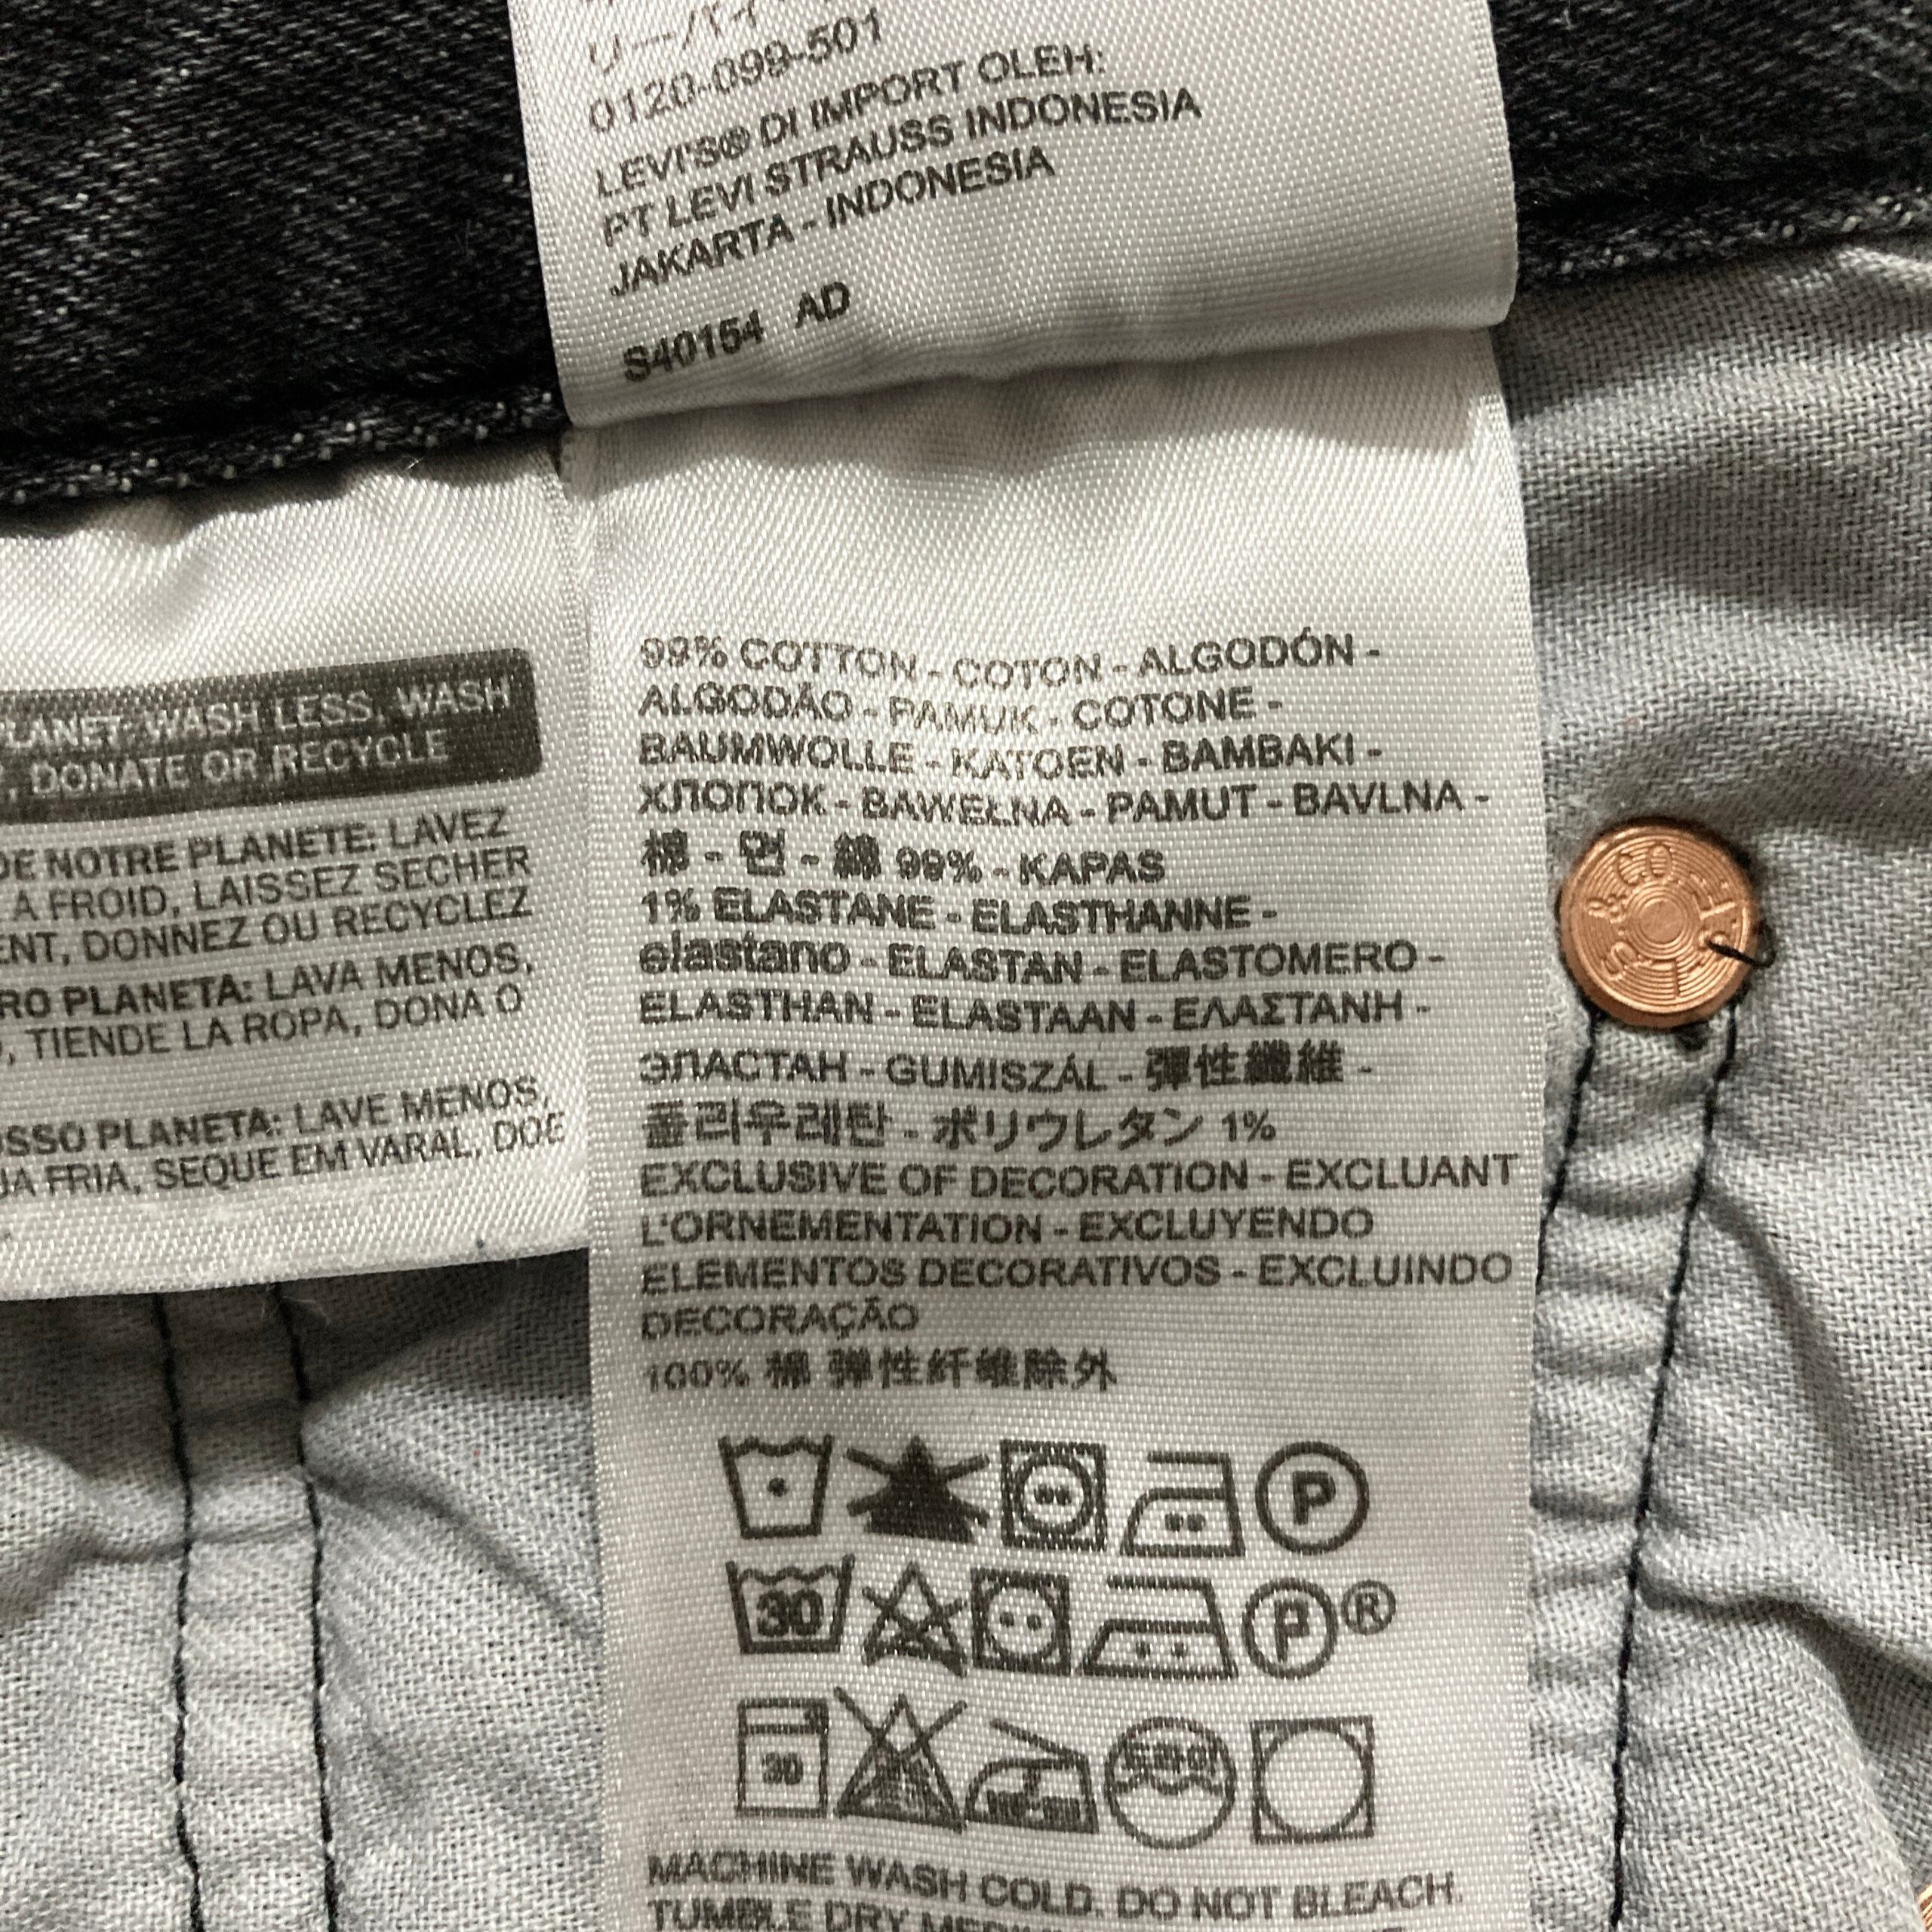 0120-099-501
LEVI'S® DI IMPORT OLEH:
PT LEVI STRAUSS INDONESIA
JAKARTA - INDONESIA
S40154 AD
PLANET: WASH LESS, WASH
, DONATE OR RECYCLE
DE NOTRE PLANETE: LAVEZ
A FROID, LAISSEZ SECHER
ENT, DONNEZ OU RECYCLEZ
RO PLANETA: LAVA MENOS,
, TIENDE LA ROPA, DONA O
OSSO PLANETA: LAVE MENOS,
UA FRIA, SEQUE EM VARAL, DOE
99% COTTON - COTON - ALGODÓN -
ALGODÃO - PAMUK - COTONE -
BAUMWOLLE - KATOEN - BAMBAKI -
ХЛОПОК - BAWEŁNA - PAMUT - BAVLNA -
棉 - 면 - 綿 99% - KAPAS
1% ELASTANE - ELASTHANNE -
elastano - ELASTAN - ELASTOMERO -
ELASTHAN - ELASTAAN - ΕΛΑΣΤΑΝΗ -
ЭЛАСТАН - GUMISZÁL - 彈性纖維 -
폴리우레탄 - ポリウレタン 1%
EXCLUSIVE OF DECORATION - EXCLUANT
L'ORNEMENTATION - EXCLUYENDO
ELEMENTOS DECORATIVOS - EXCLUINDO
DECORAÇÃO
100% 棉 弹性纤维除外
P
30 P ®
30
MACHINE WASH COLD. DO NOT BLEACH.
TUMBLE DRY
L.S. & CO